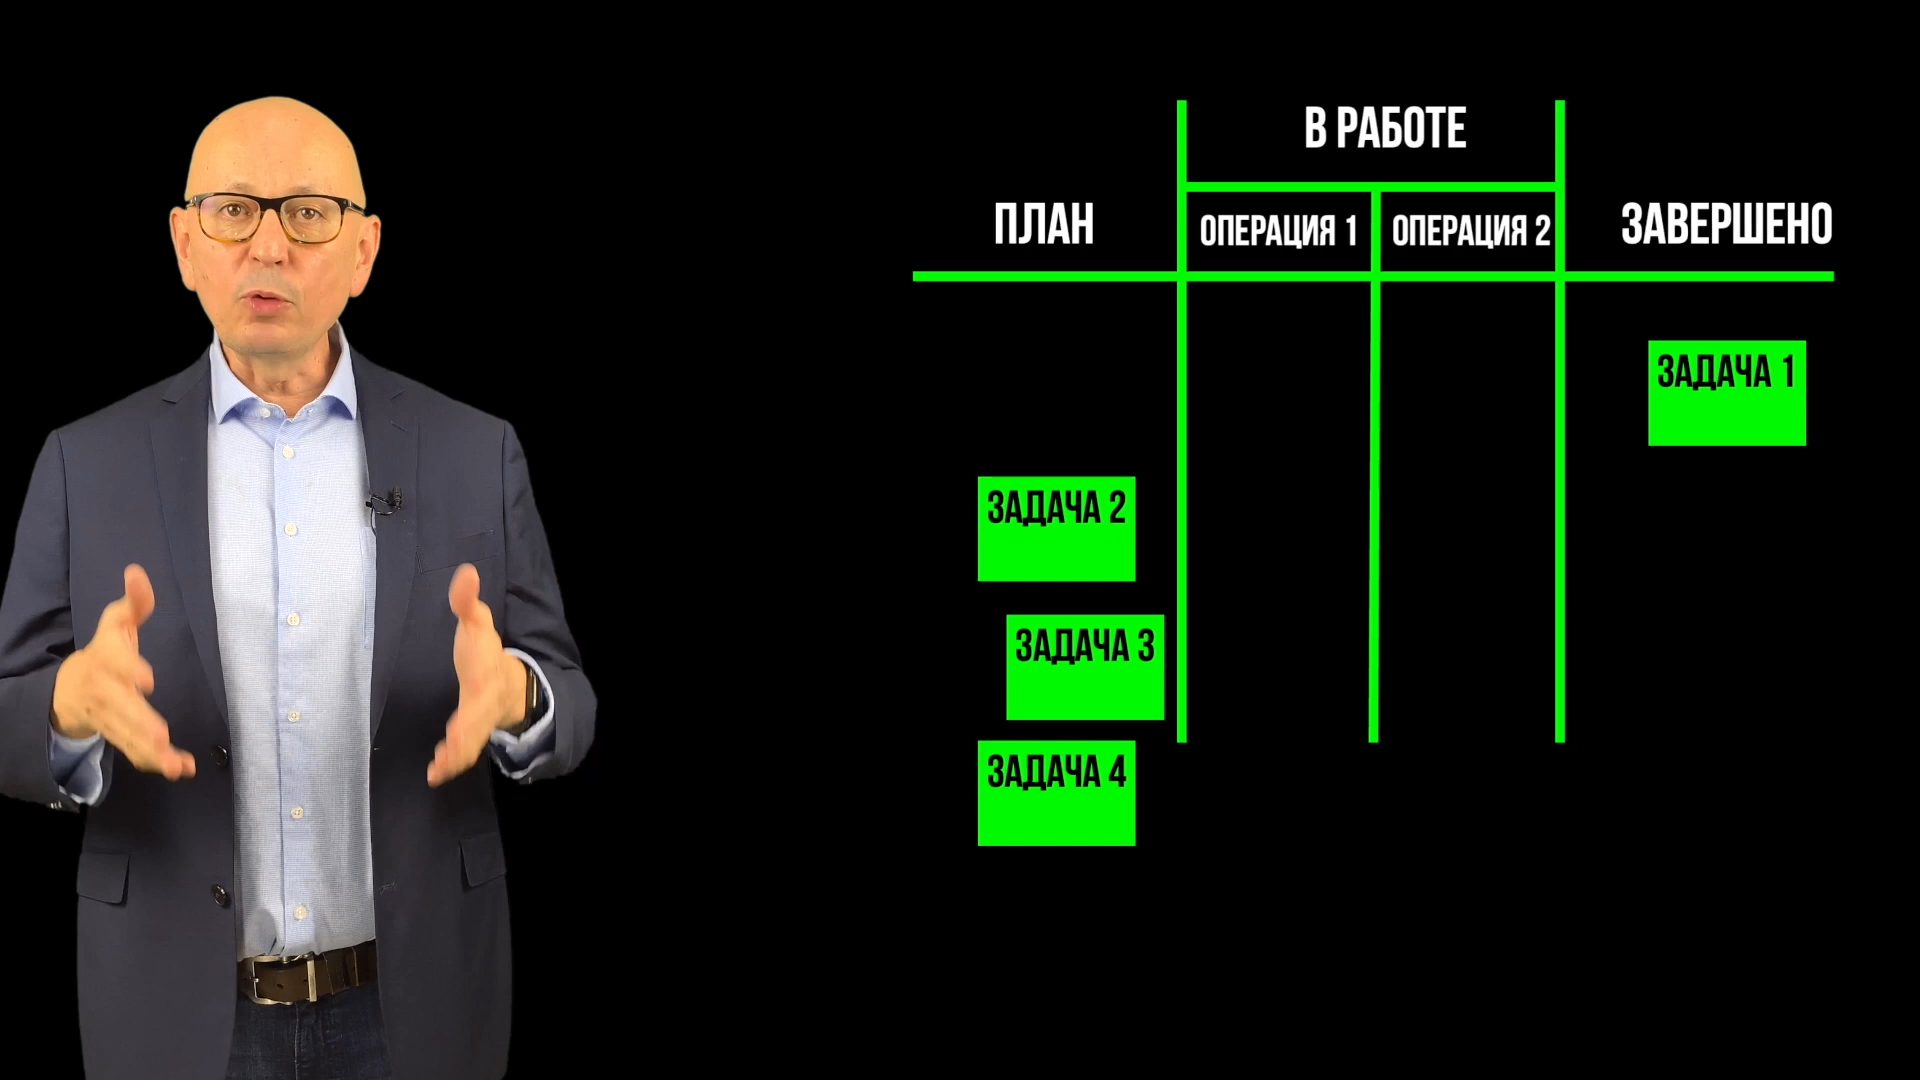 В РАБОТЕ
ПЛАН
ОПЕРАЦИЯ 1
ОПЕРАЦИЯ 2
ЗАВЕРШЕНО
ЗАДАЧА 1
ЗАДАЧА 2
ЗАДАЧА 3
ЗАДАЧА 4